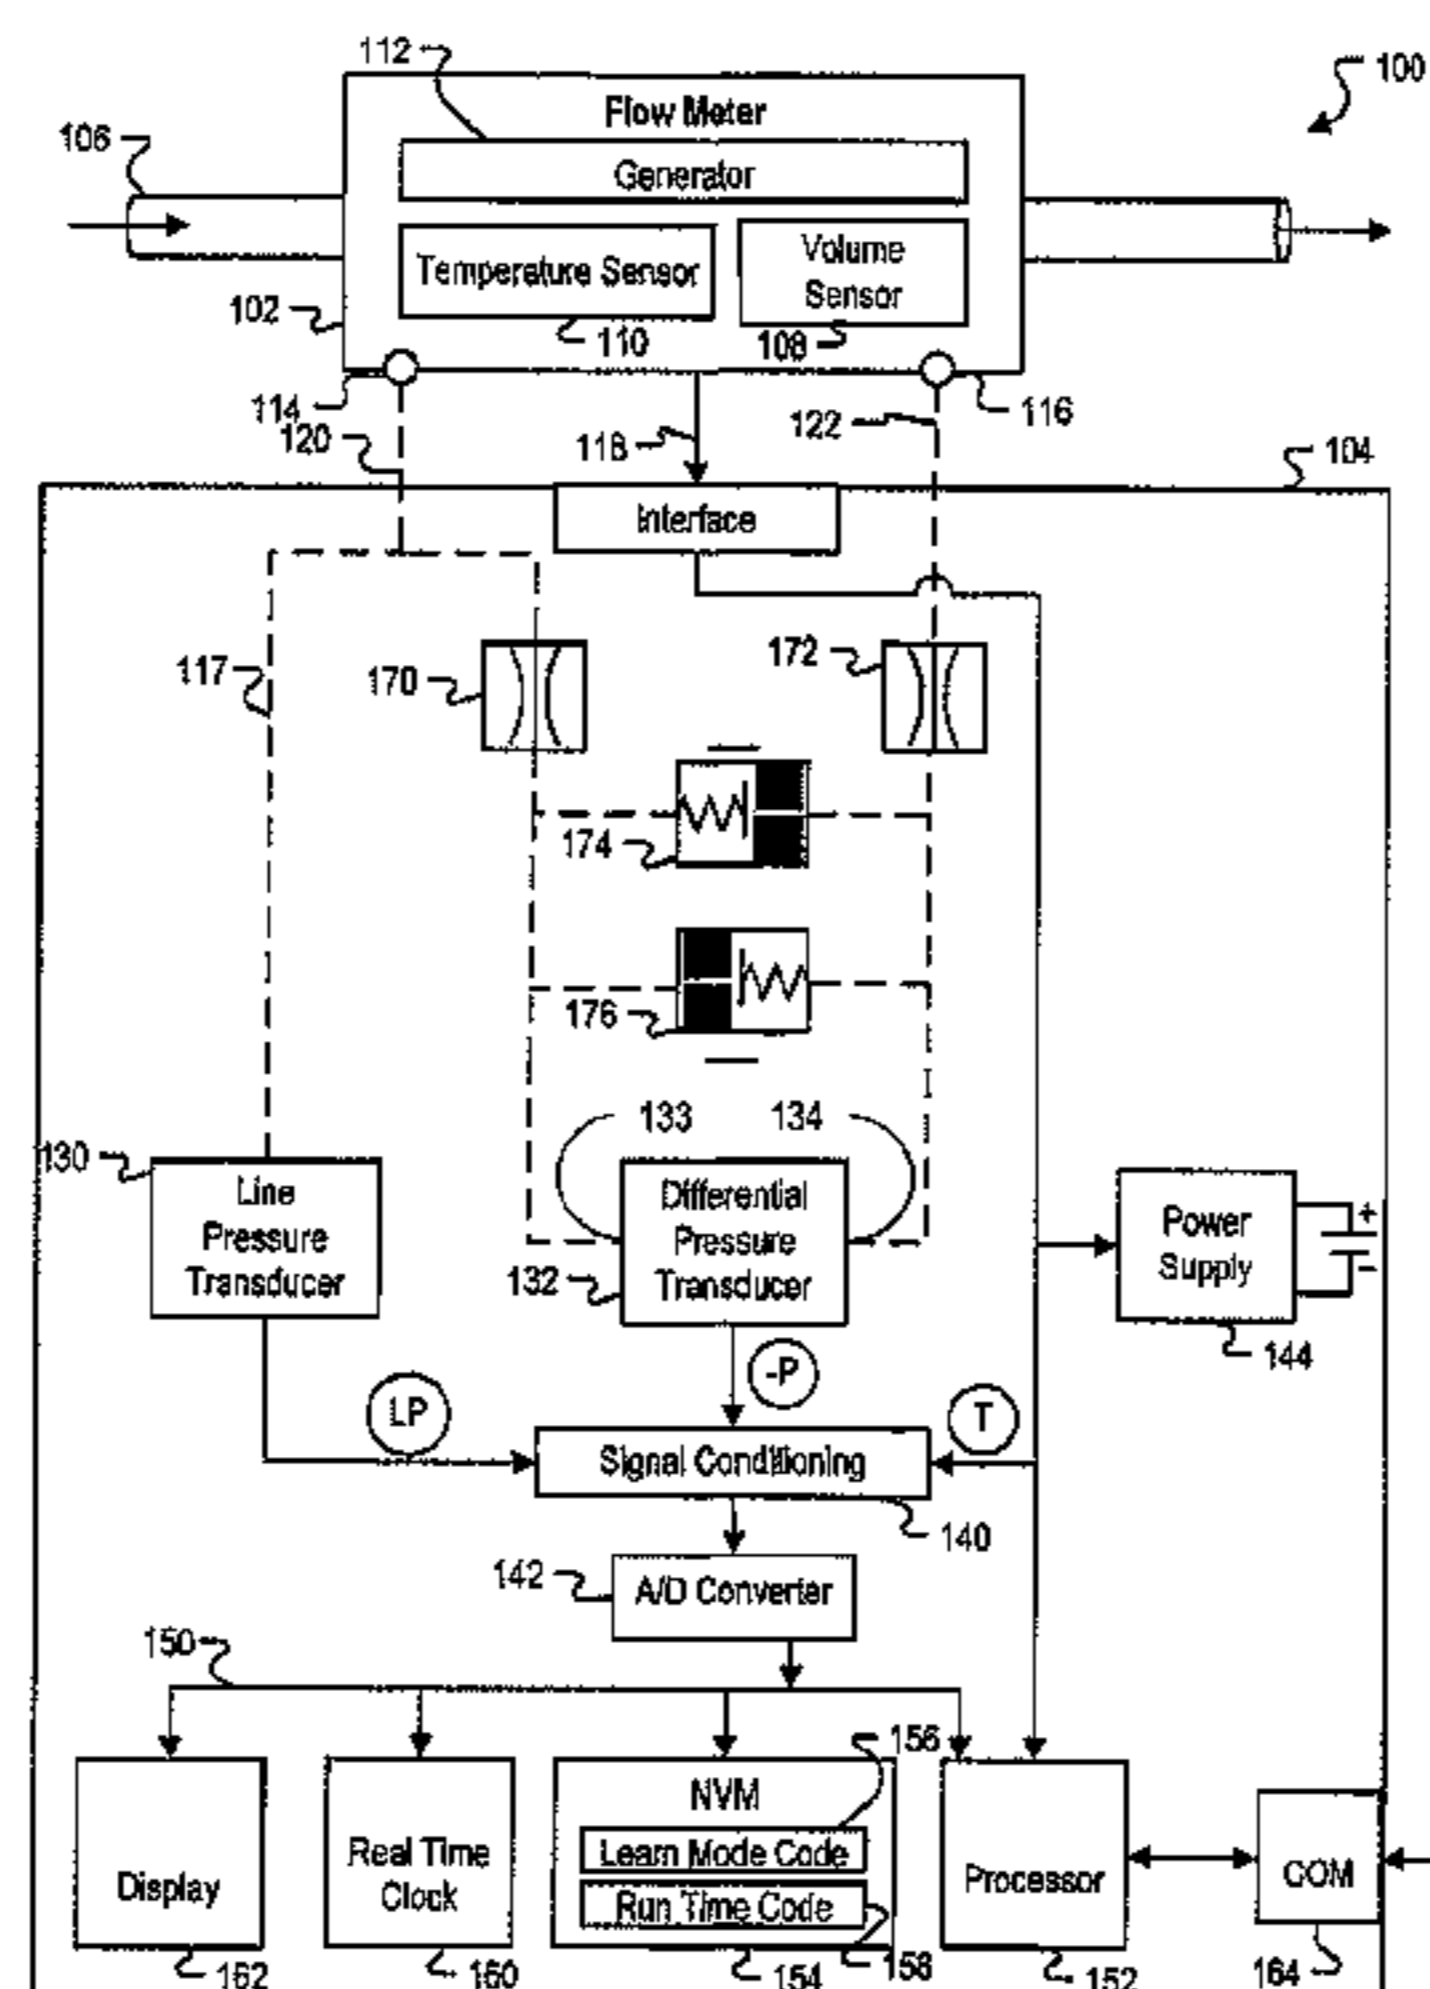 112
100
Flow Meter
106
Generator
Temperature Sensor
Volume
Sensor
102
110
108
114
116
120
118
122
104
Interface
117
170
172
174
176
133
134
130
Line
Pressure
Transducer
Differential
Pressure
Transducer
132
Power
Supply
+
-
144
LP
-P
T
Signal Conditioning
140
142
A/D Converter
150
156
NVM
Learn Mode Code
Run Time Code
Display
Real Time
Clock
Processor
COM
162
160
154
158
152
164